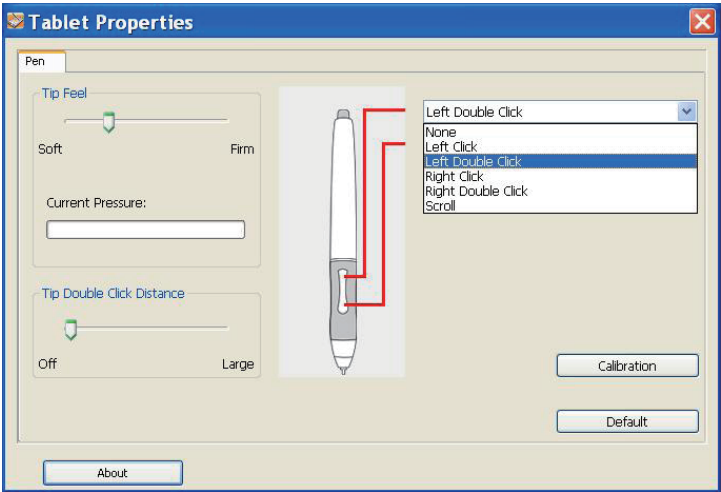 Tablet Properties
Pen
Tip Feel
Soft Firm
Current Pressure:
Tip Double Click Distance
Off Large
Left Double Click
None
Left Click
Left Double Click
Right Click
Right Double Click
Scroll
Calibration
Default
About